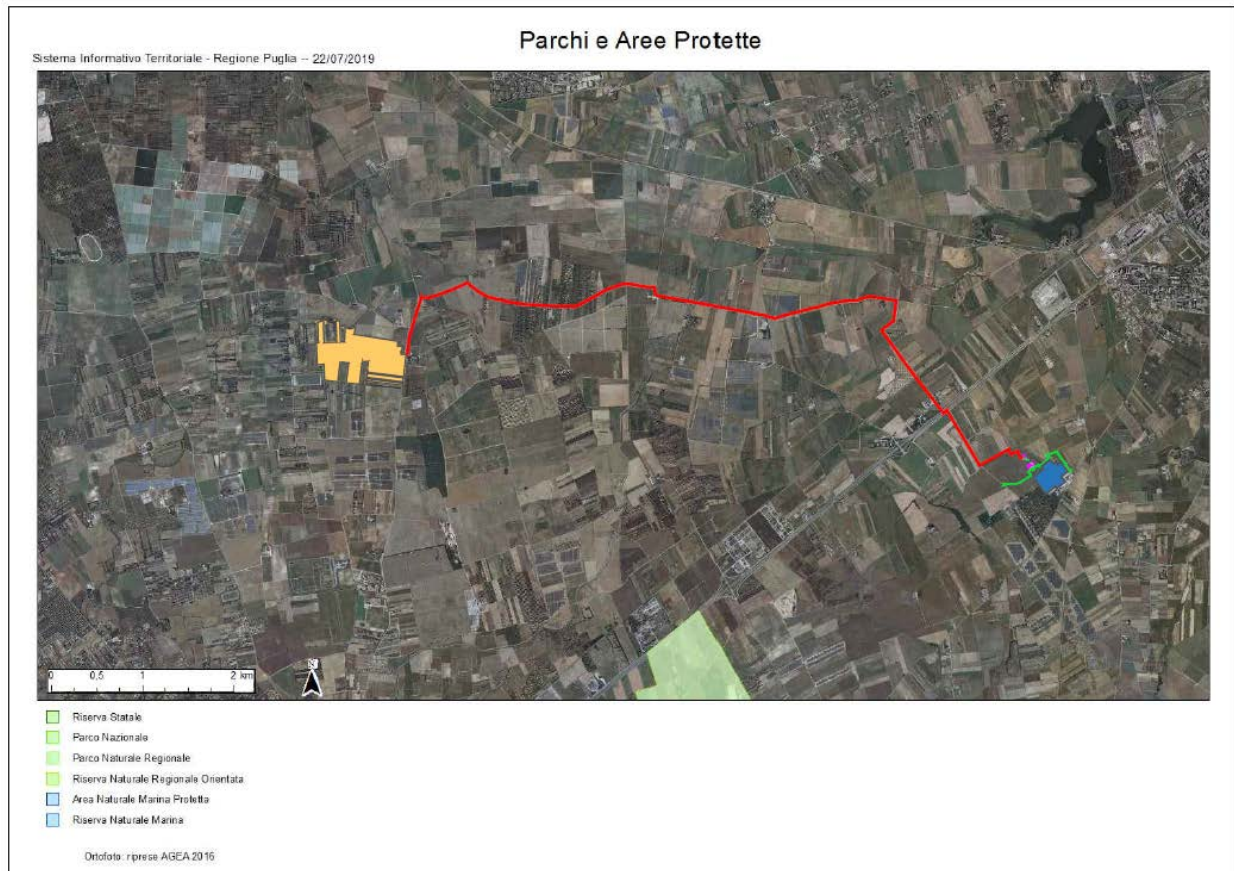 Parchi e Aree Protette
Sistema Informativo Territoriale - Regione Puglia -- 22/07/2019
0 0,5 1 2 km
N
Riserva Statale
Parco Nazionale
Parco Naturale Regionale
Riserva Naturale Regionale Orientata
Area Naturale Marina Protetta
Riserva Naturale Marina
Ortofoto: riprese AGEA 2016